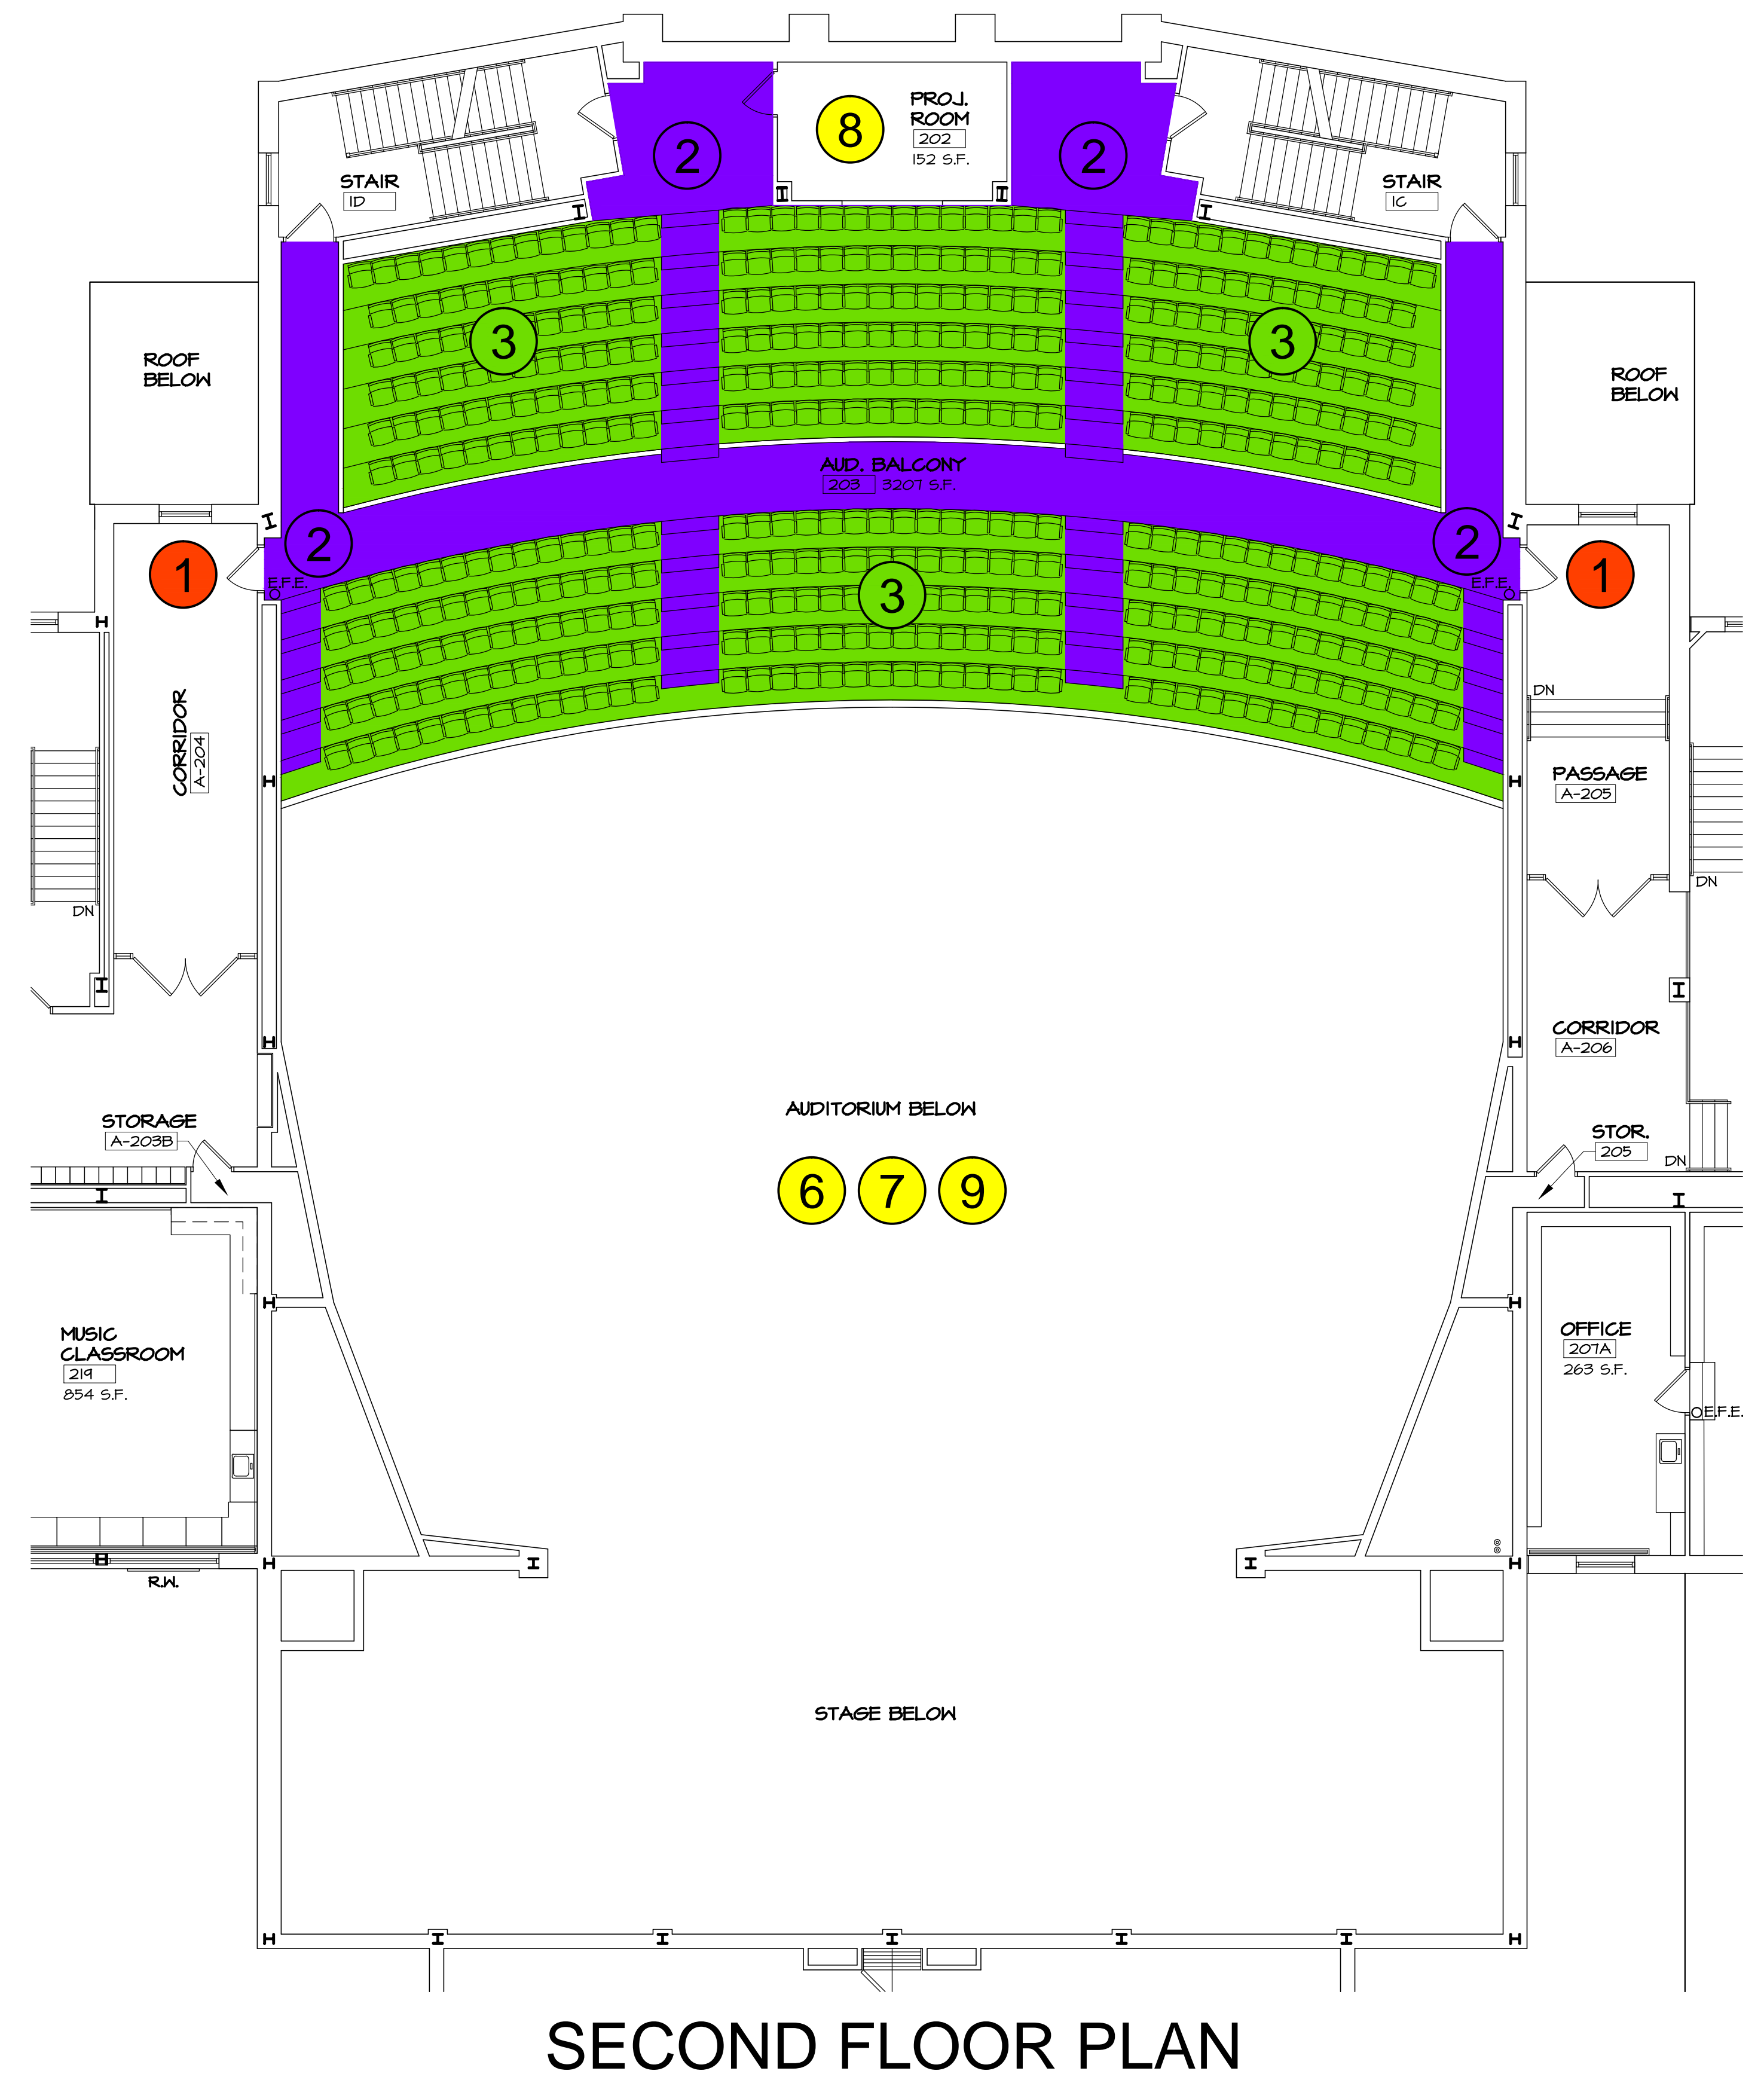 PROJ.
ROOM
202
152 S.F.
8
2
2
STAIR
1D
STAIR
1C
3
3
ROOF
BELOW
ROOF
BELOW
AUD. BALCONY
203 3207 S.F.
2
2
1
E.F.E.
E.F.E.
1
3
CORRIDOR
A-204
DN
PASSAGE
A-205
DN
DN
CORRIDOR
A-206
AUDITORIUM BELOW
STORAGE
A-203B
STOR.
205
DN
6 7 9
MUSIC
CLASSROOM
219
854 S.F.
OFFICE
207A
263 S.F.
E.F.E.
R.W.
STAGE BELOW
SECOND FLOOR PLAN